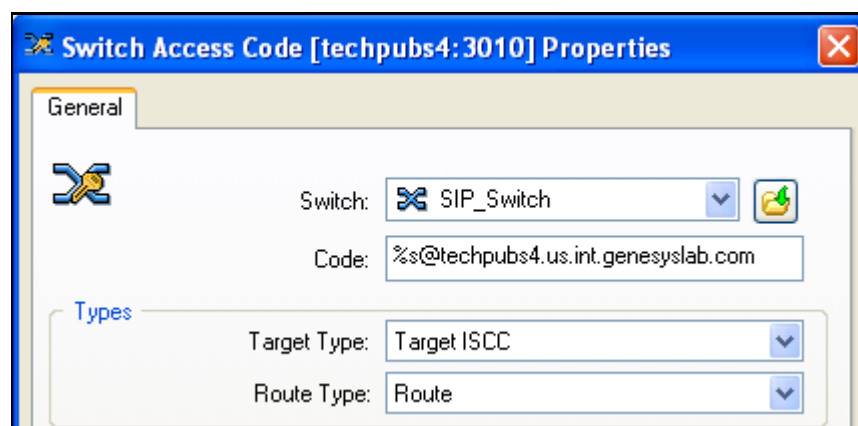 Switch Access Code [techpubs4:3010] Properties
General
Switch: SIP_Switch
Code: %s@techpubs4.us.int.genesyslab.com
Types
Target Type: Target ISCC
Route Type: Route